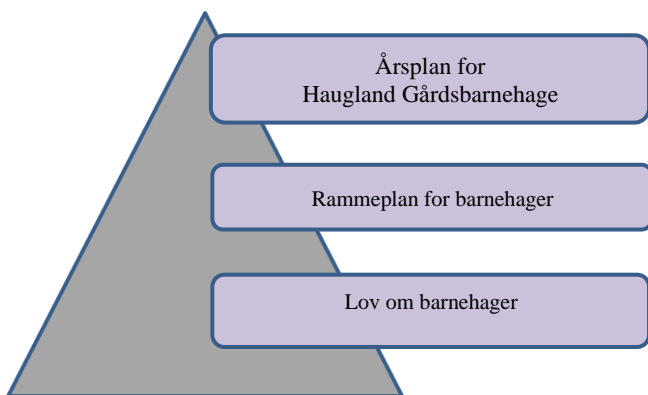 Årsplan for
Haugland Gårdsbarnehage
Rammeplan for barnehager
Lov om barnehager